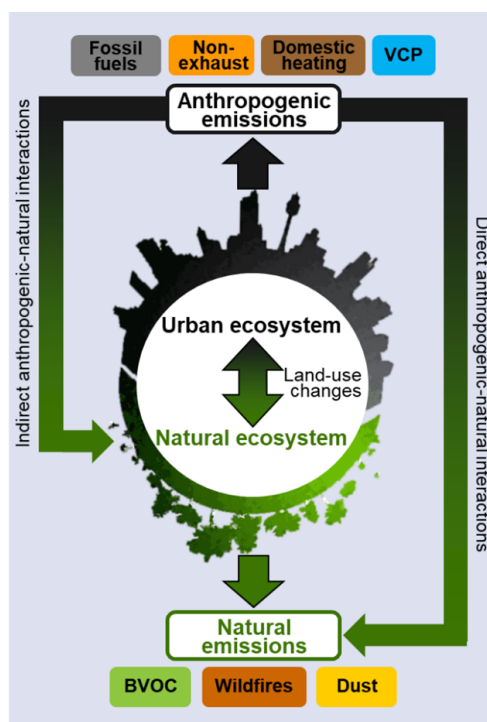 Fossil
fuels
Non-
exhaust
Domestic
heating
VCP
Anthropogenic
emissions
Indirect anthropogenic-natural interactions
Direct anthropogenic-natural interactions
Urban ecosystem
Land-use
changes
Natural ecosystem
Natural
emissions
BVOC
Wildfires
Dust